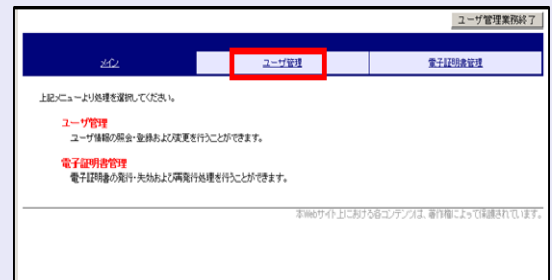 ユーザ管理業務終了
メイン ユーザ管理 電子証明書管理
上記メニューより処理を選択してください。
ユーザ管理
ユーザ情報の照会・登録および変更を行うことができます。
電子証明書管理
電子証明書の発行・失効および再発行処理を行うことができます。
本Webサイト上における各コンテンツは、著作権によって保護されています。